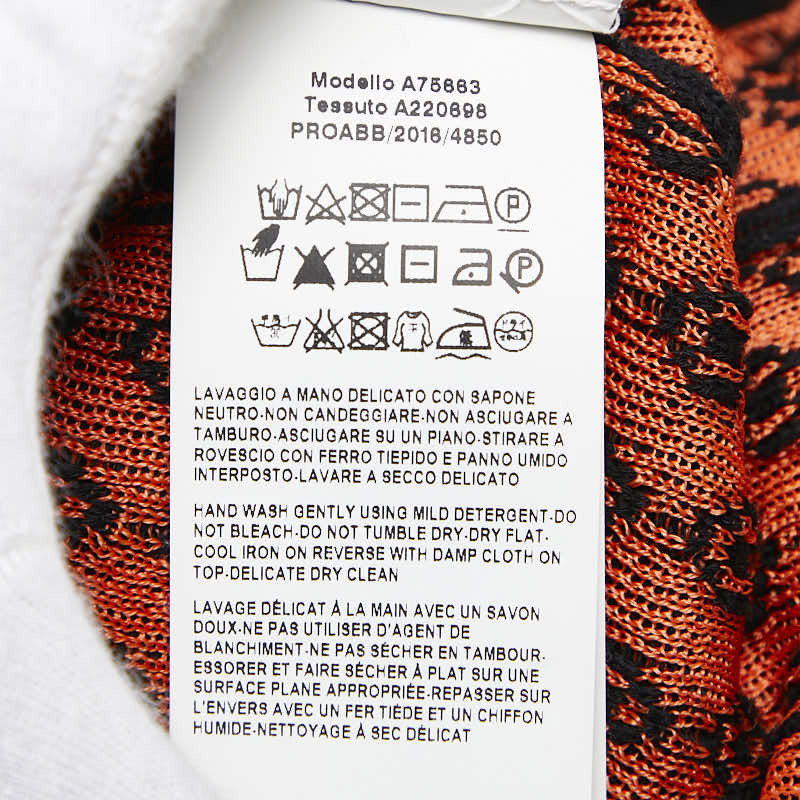 Modello A75663
Tessuto A220698
PROABB/2016/4850
P
P
ドライ
LAVAGGIO A MANO DELICATO CON SAPONE
NEUTRO-NON CANDEGGIARE-NON ASCIUGARE A
TAMBURO-ASCIUGARE SU UN PIANO-STIRARE A
ROVESCIO CON FERRO TIEPIDO E PANNO UMIDO
INTERPOSTO-LAVARE A SECCO DELICATO
HAND WASH GENTLY USING MILD DETERGENT-DO
NOT BLEACH-DO NOT TUMBLE DRY-DRY FLAT-
COOL IRON ON REVERSE WITH DAMP CLOTH ON
TOP-DELICATE DRY CLEAN
LAVAGE DÉLICAT À LA MAIN AVEC UN SAVON
DOUX-NE PAS UTILISER D'AGENT DE
BLANCHIMENT-NE PAS SÉCHER EN TAMBOUR-
ESSORER ET FAIRE SÉCHER À PLAT SUR UNE
SURFACE PLANE APPROPRIÉE-REPASSER SUR
L'ENVERS AVEC UN FER TIÉDE ET UN CHIFFON
HUMIDE-NETTOYAGE À SEC DÉLICAT